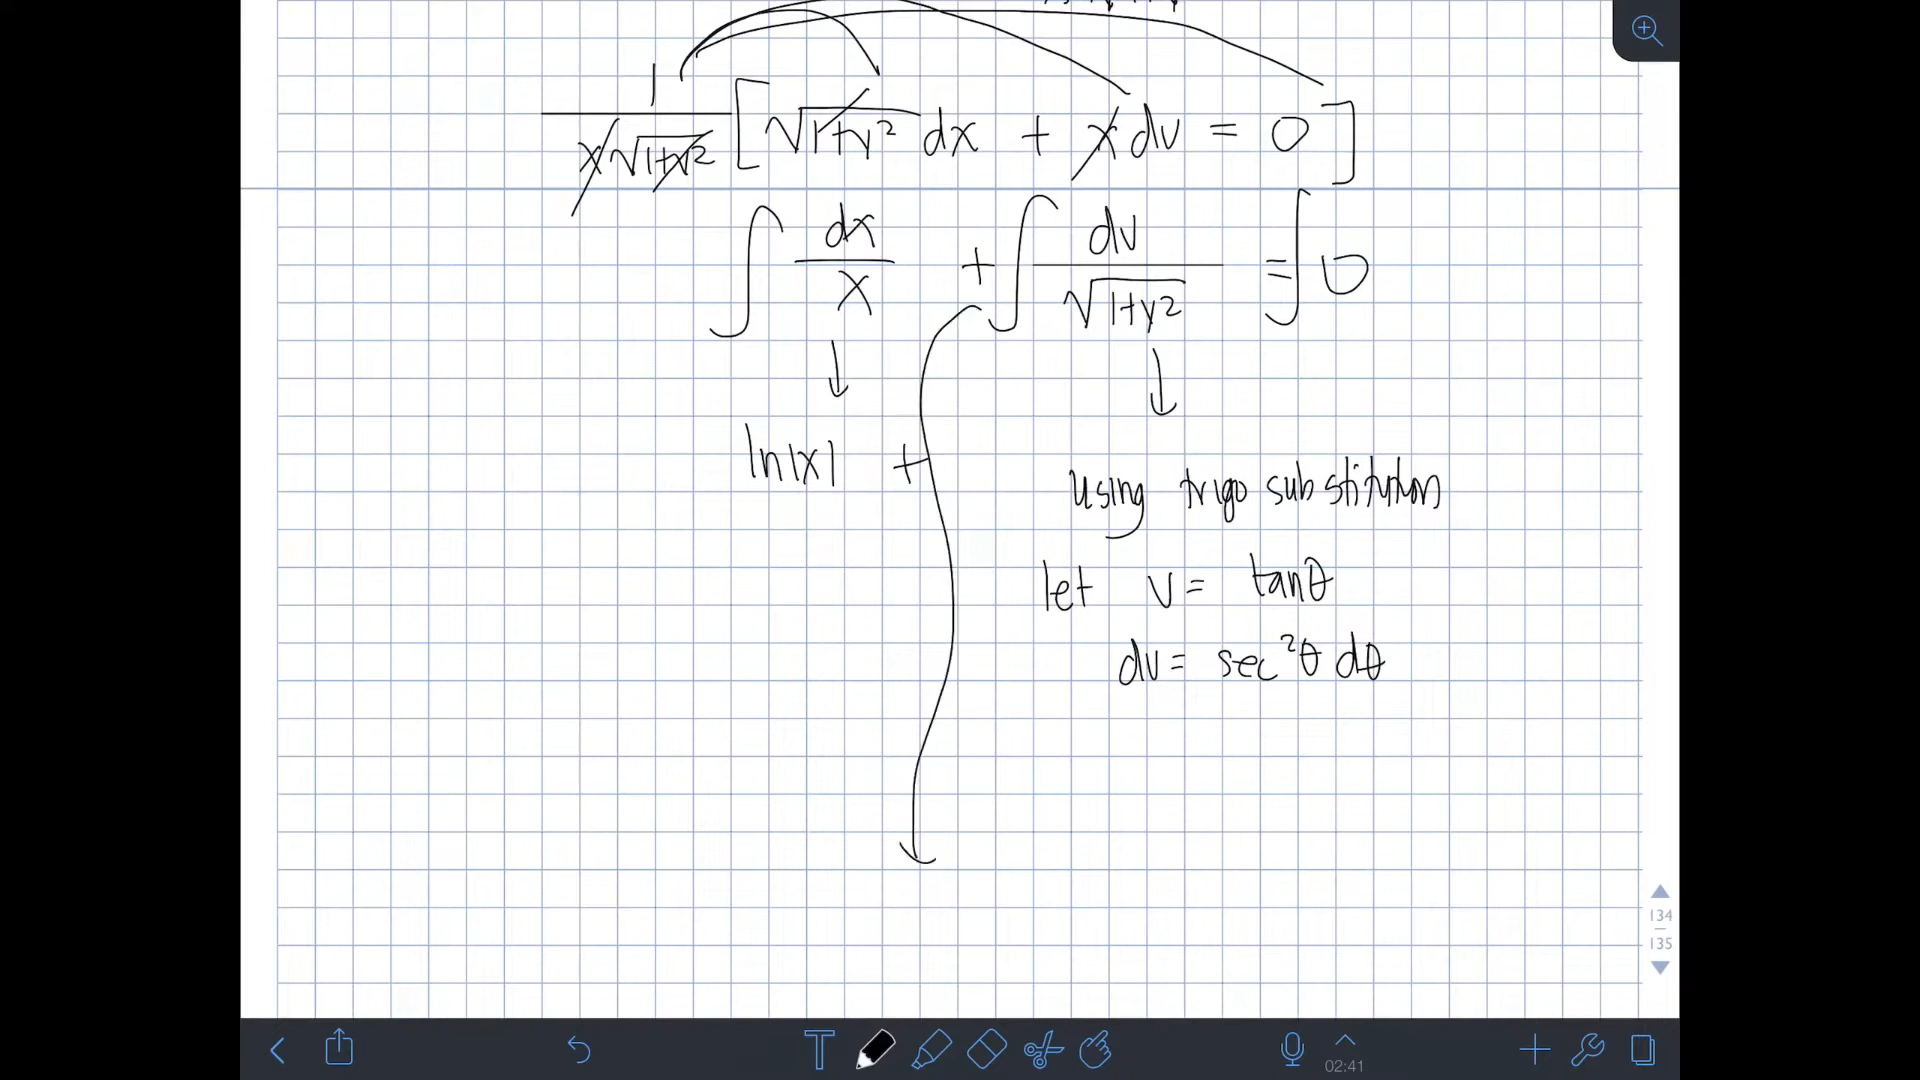 1
x√(1+v²) [ √(1+v²) dx + x dv = 0 ]
∫ dx/x + ∫ dv/√(1+v²) = ∫ 0
ln|x| +
using trigo substitution
let v = tanθ
dv = sec²θ dθ
134
135
T
02:41